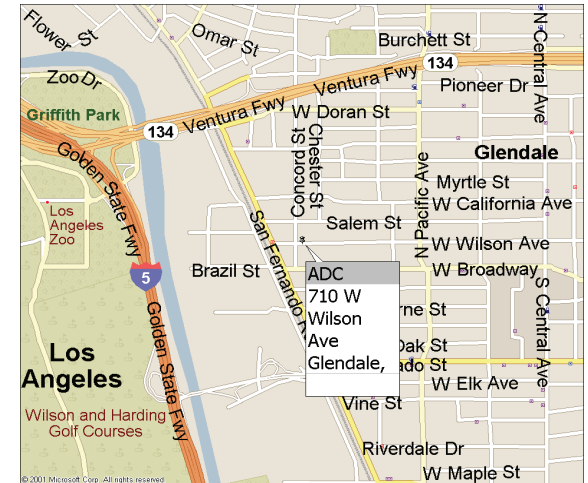 Flower St
Omar St
N Central Ave
Burchett St
134
Ventura Fwy
Zoo Dr
Pioneer Dr
Griffith Park
Ventura Fwy
W Doran St
134
Chester St
Concord St
Glendale
Golden State Fwy
N Pacific Ave
Myrtle St
W California Ave
Los
Angeles
Zoo
San Fernando
Salem St
W Wilson Ave
Brazil St
5
W Broadway
ADC
710 W
Wilson
Ave
Glendale,
S Central Ave
rne St
Golden State Fwy
Oak St
ado St
Los
Angeles
W Elk Ave
Vine St
Wilson and Harding
Golf Courses
Riverdale Dr
W Maple St
© 2001 Microsoft Corp. All rights reserved